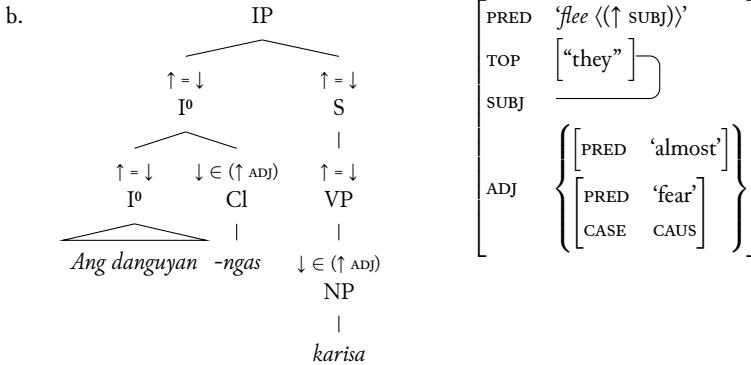 b.
IP
↑ = ↓ ↑ = ↓
I⁰ S
↑ = ↓ ↓ ∈ (↑ ADJ) ↑ = ↓
I⁰ Cl VP
Ang danguyan -ngas ↓ ∈ (↑ ADJ)
NP
karisa
PRED ‘flee ⟨(↑ SUBJ)⟩’
TOP [“they”]
SUBJ
ADJ
PRED ‘almost’
PRED ‘fear’
CASE CAUS